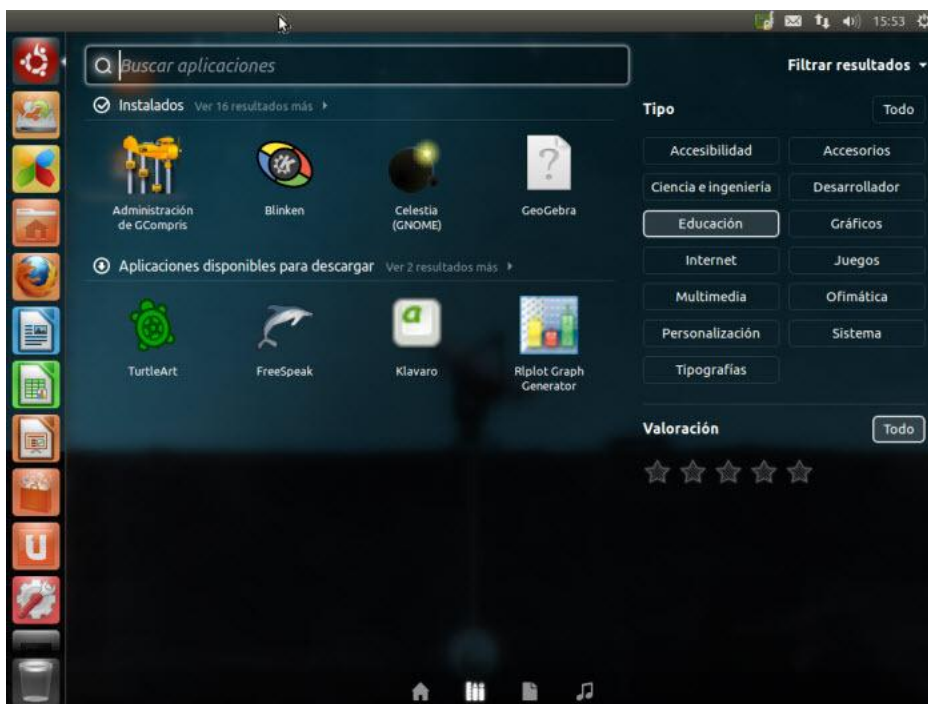 15:53
Buscar aplicaciones
Filtrar resultados
Instalados Ver 16 resultados más
Administración
de GCompris
Blinken
Celestia
(GNOME)
GeoGebra
Aplicaciones disponibles para descargar Ver 2 resultados más
TurtleArt
FreeSpeak
Klavaro
Rlplot Graph
Generator
Tipo
Todo
Accesibilidad
Accesorios
Ciencia e ingeniería
Desarrollador
Educación
Gráficos
Internet
Juegos
Multimedia
Ofimática
Personalización
Sistema
Tipografías
Valoración
Todo